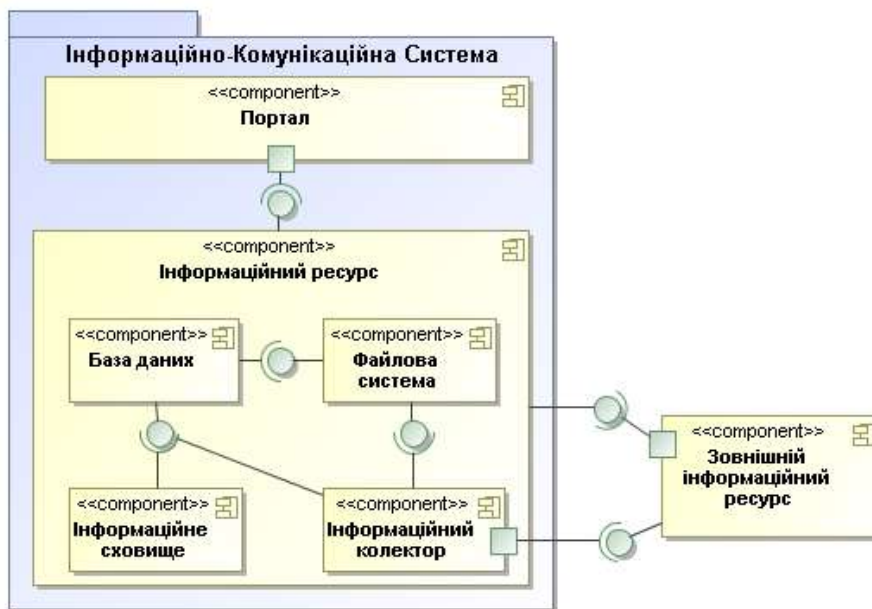 Інформаційно-Комунікаційна Система
<<component>>
Портал
<<component>>
Інформаційний ресурс
<<component>>
База даних
<<component>>
Файлова
система
<<component>>
Зовнішній
інформаційний
ресурс
<<component>>
Інформаційне
сховище
<<component>>
Інформаційний
колектор